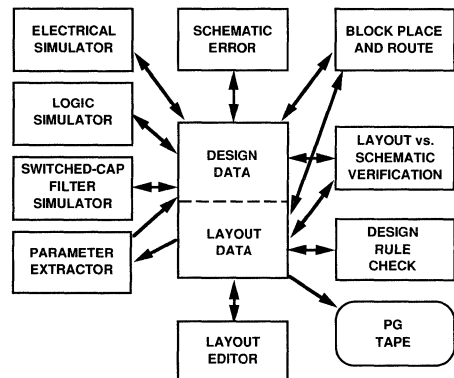 ELECTRICAL
SIMULATOR
SCHEMATIC
ERROR
BLOCK PLACE
AND ROUTE
LOGIC
SIMULATOR
DESIGN
DATA
LAYOUT vs.
SCHEMATIC
VERIFICATION
SWITCHED-CAP
FILTER
SIMULATOR
LAYOUT
DATA
PARAMETER
EXTRACTOR
DESIGN
RULE
CHECK
LAYOUT
EDITOR
PG
TAPE